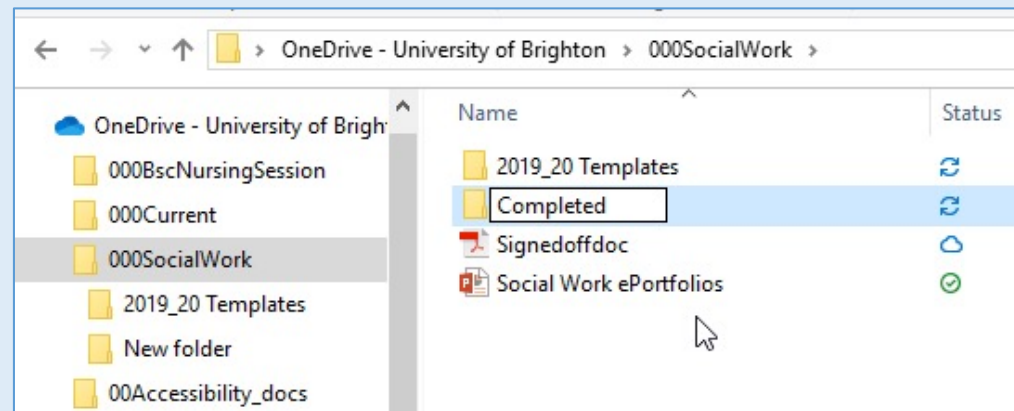 OneDrive - University of Brighton > 000SocialWork >
OneDrive - University of Brigh
000BscNursingSession
000Current
000SocialWork
2019_20 Templates
New folder
00Accessibility_docs
Name Status
2019_20 Templates
Completed
Signedoffdoc
Social Work ePortfolios